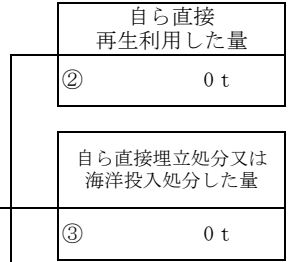 自ら直接
再生利用した量
② 0 t
自ら直接埋立処分又は
海洋投入処分した量
③ 0 t